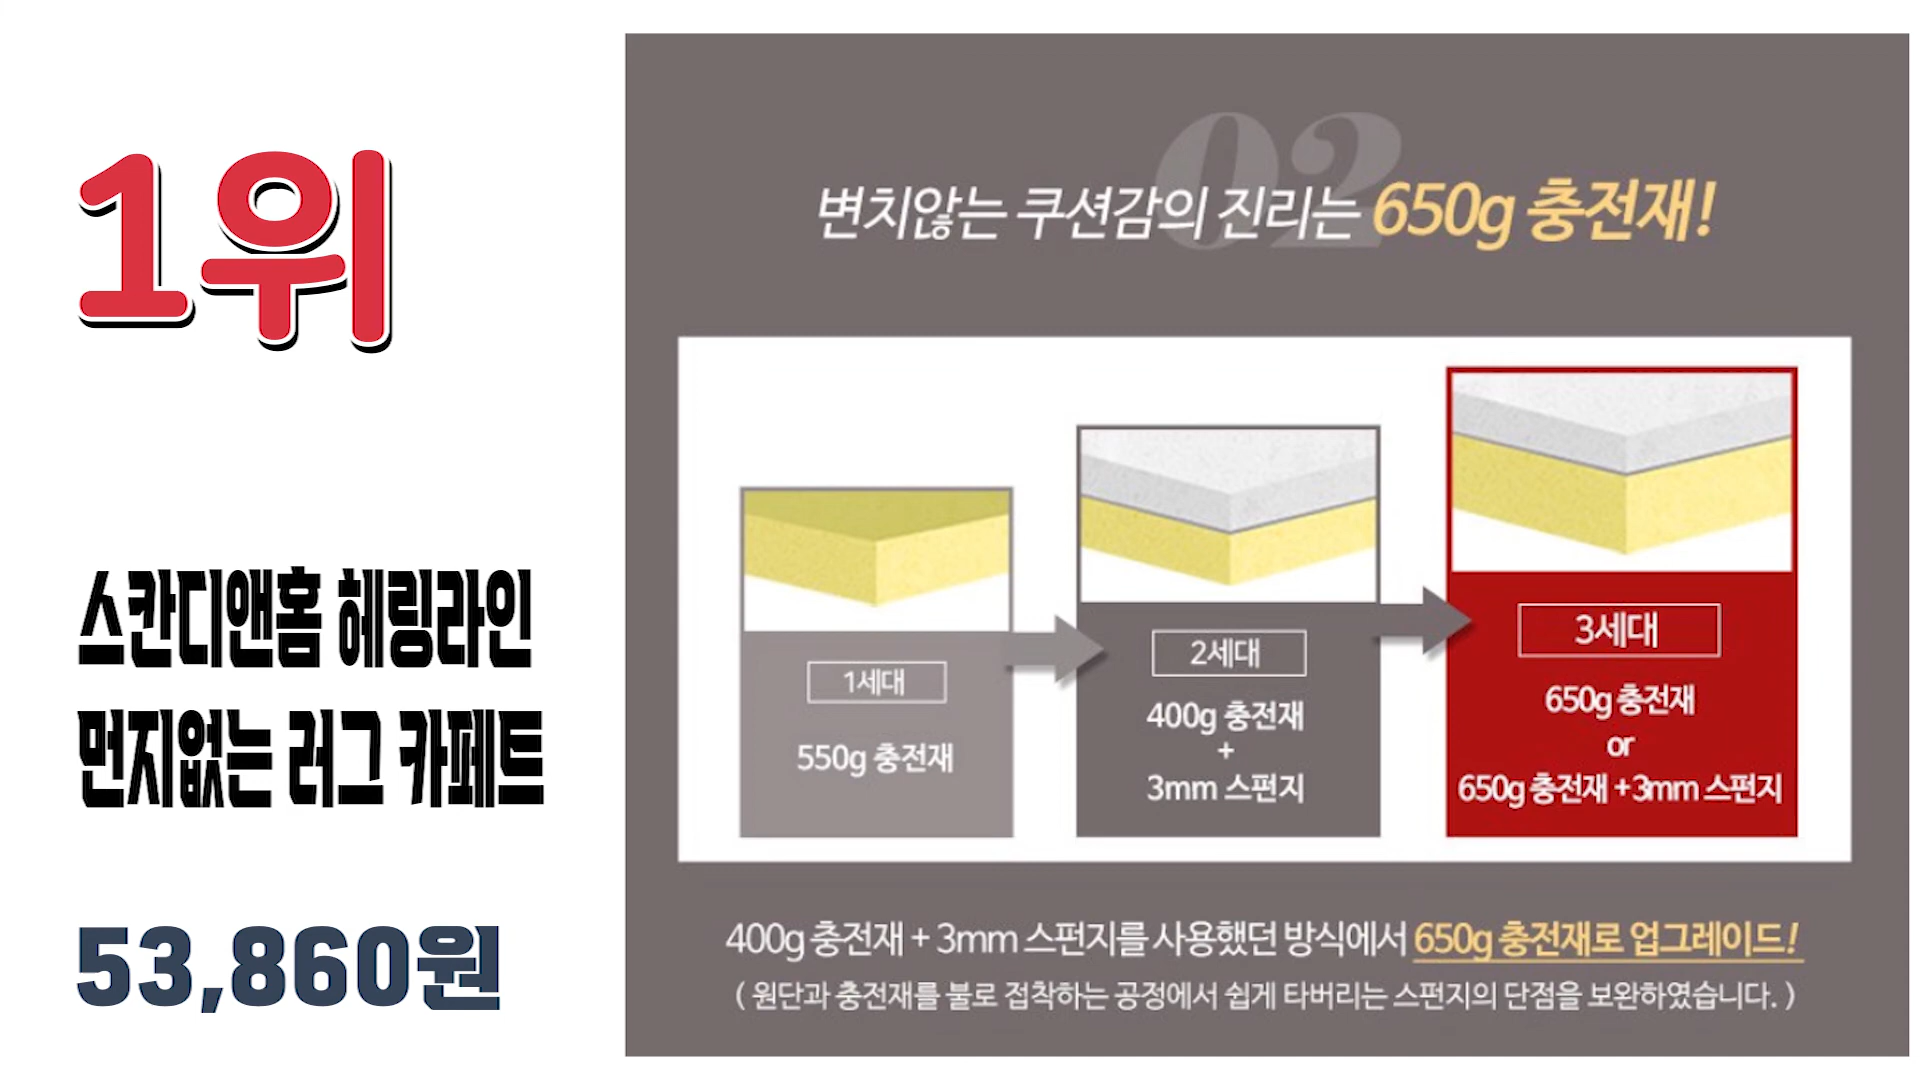 1위
스칸디앤홈 헤링라인
먼지없는 러그 카페트
53,860원
02
변치않는 쿠션감의 진리는 650g 충전재!
1세대
550g 충전재
2세대
400g 충전재
+
3mm 스펀지
3세대
650g 충전재
or
650g 충전재 +3mm 스펀지
400g 충전재 + 3mm 스펀지를 사용했던 방식에서 650g 충전재로 업그레이드!
( 원단과 충전재를 불로 접착하는 공정에서 쉽게 타버리는 스펀지의 단점을 보완하였습니다. )